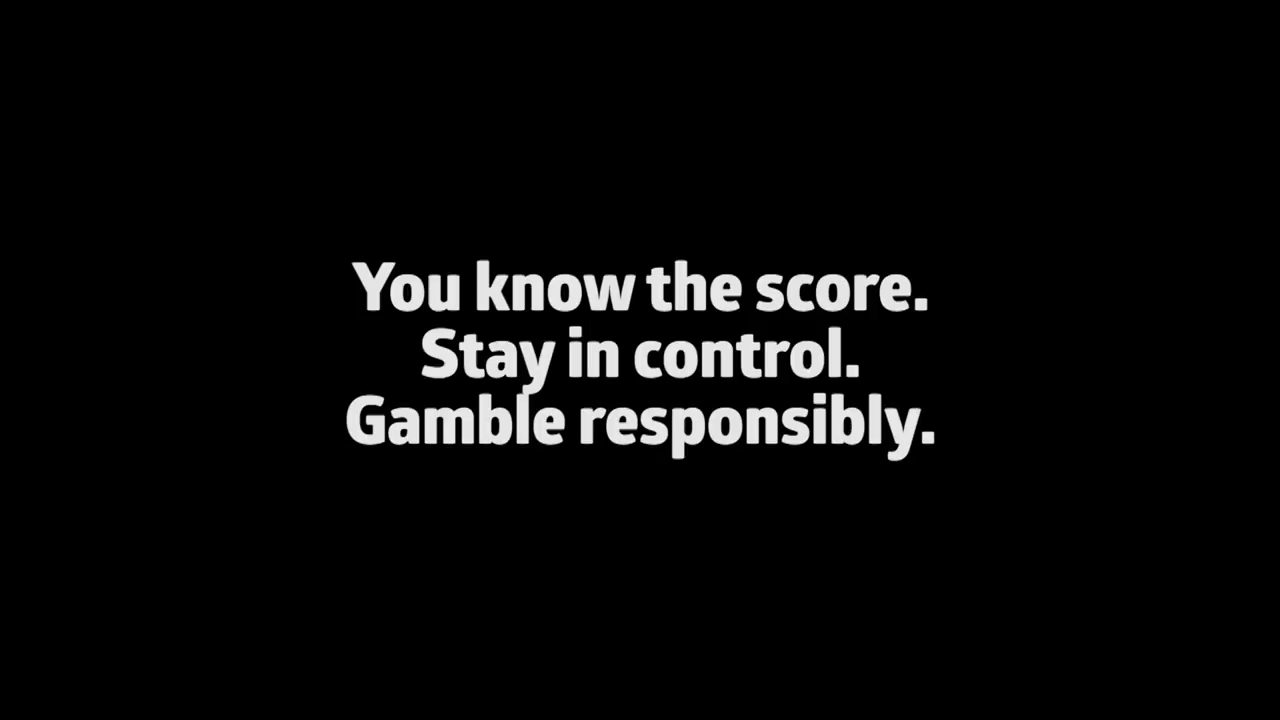 You know the score.
Stay in control.
Gamble responsibly.